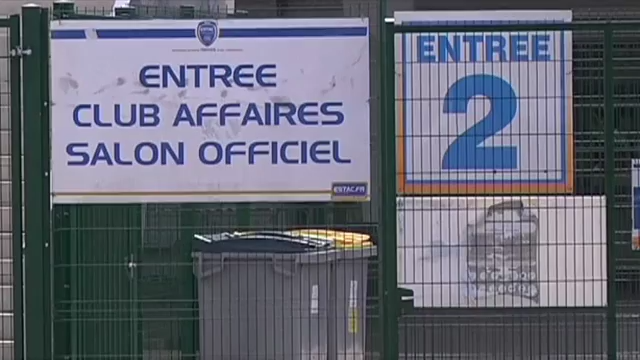 ENTREE
CLUB AFFAIRES
SALON OFFICIEL
ESTAC.FR
ENTREE
2